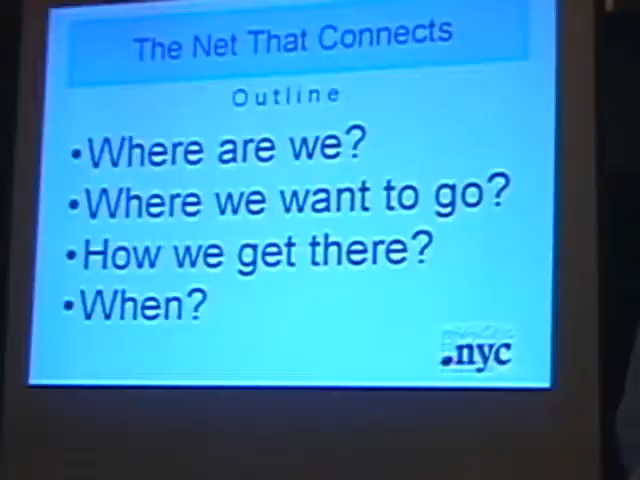 The Net That Connects
Outline
•Where are we?
•Where we want to go?
•How we get there?
•When?
.nyc